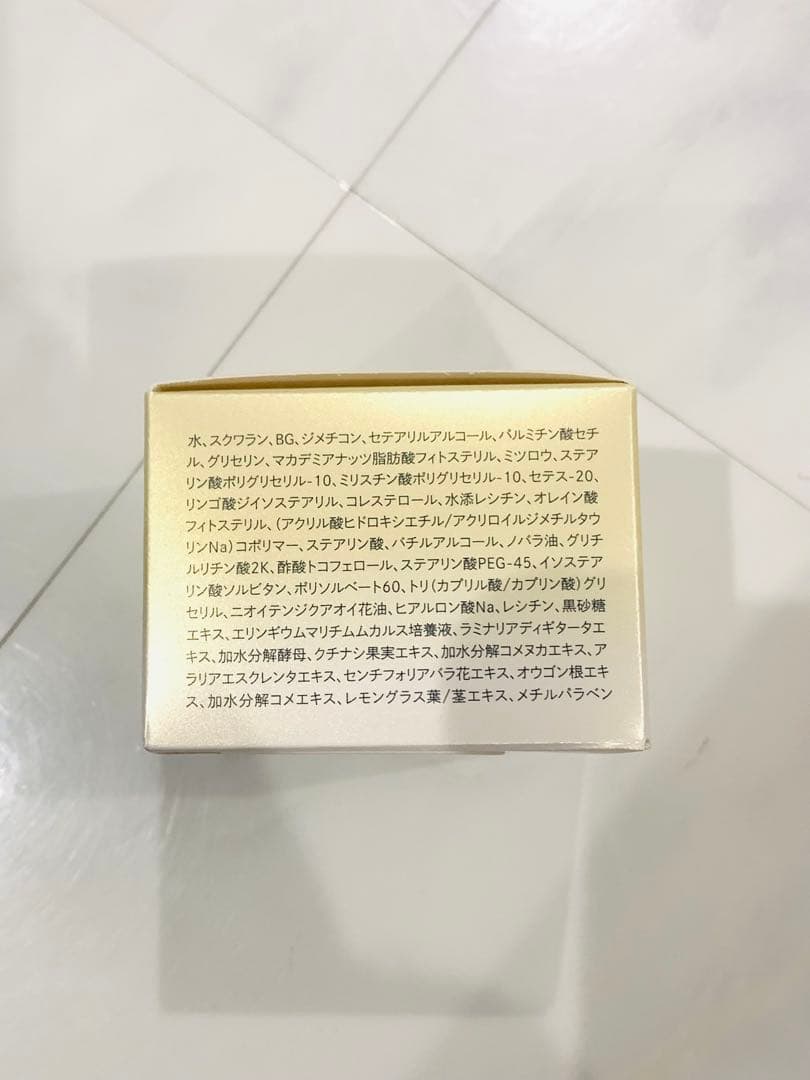 水、スクワラン、BG、ジメチコン、セテアリルアルコール、パルミチン酸セチ
ル、グリセリン、マカデミアナッツ脂肪酸フィトステリル、ミツロウ、ステア
リン酸ポリグリセリル-10、ミリスチン酸ポリグリセリル-10、セテス-20、
リンゴ酸ジイソステアリル、コレステロール、水添レシチン、オレイン酸
フィトステリル、(アクリル酸ヒドロキシエチル/アクリロイルジメチルタウ
リンNa)コポリマー、ステアリン酸、バチルアルコール、ノバラ油、グリチ
ルリチン酸2K、酢酸トコフェロール、ステアリン酸PEG-45、イソステア
リン酸ソルビタン、ポリソルベート60、トリ(カプリル酸/カプリン酸)グリ
セリル、ニオイテンジクアオイ花油、ヒアルロン酸Na、レシチン、黒砂糖
エキス、エリンギウムマリチムムカルス培養液、ラミナリアディギタータエ
キス、加水分解酵母、クチナシ果実エキス、加水分解コメヌカエキス、ア
ラリアエスクレンタエキス、センチフォリアバラ花エキス、オウゴン根エキ
ス、加水分解コメエキス、レモングラス葉/茎エキス、メチルパラベン